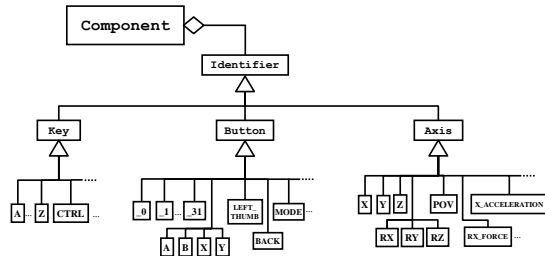 Component
Identifier
Key Button Axis
A ... Z CTRL ...
_0 _1 ... _31 LEFT_ THUMB MODE ...
A B X Y BACK
X Y Z POV X_ACCELERATION
RX RY RZ RX_FORCE ...